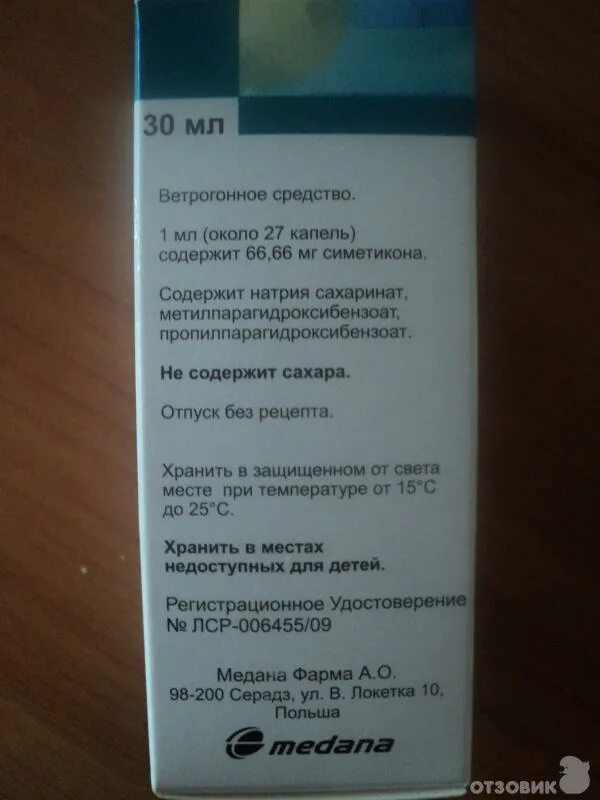 30 мл
Ветрогонное средство.
1 мл (около 27 капель)
содержит 66,66 мг симетикона.
Содержит натрия сахаринат,
метилпарагидроксибензоат,
пропилпарагидроксибензоат.
Не содержит сахара.
Отпуск без рецепта.
Хранить в защищенном от света
месте при температуре от 15°С
до 25°С.
Хранить в местах
недоступных для детей.
Регистрационное Удостоверение
№ ЛСР-006455/09
Медана Фарма А.О.
98-200 Серадз, ул. В. Локетка 10,
Польша
medana
ОТЗОВИК